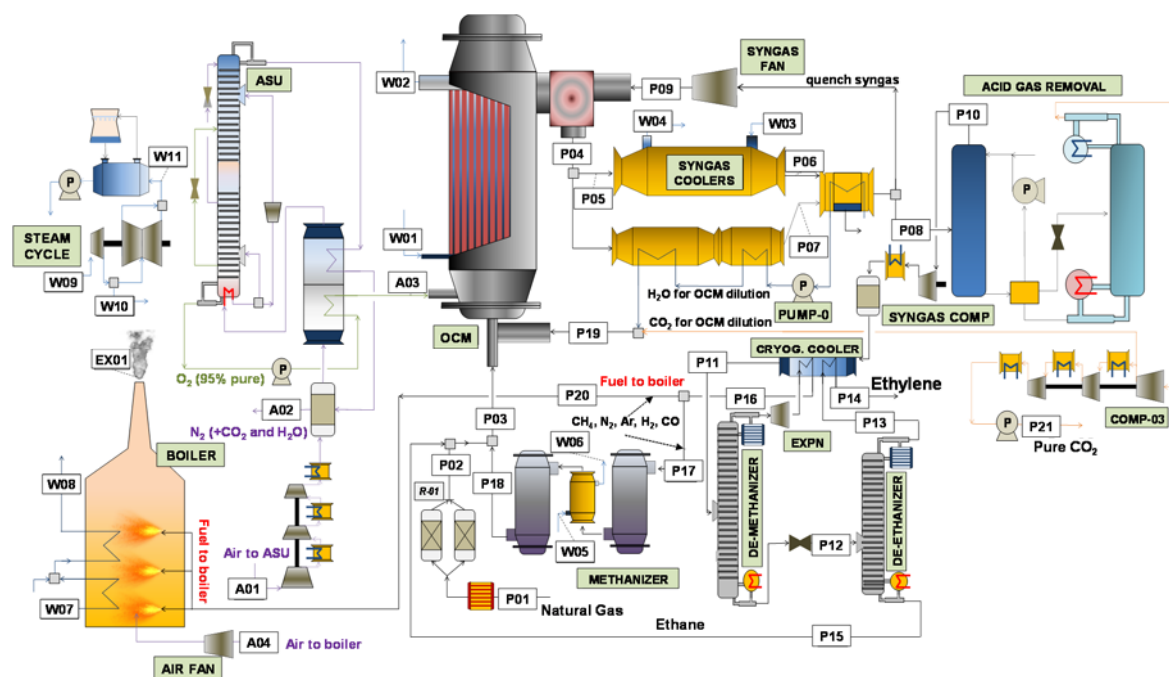 ASU
W02
SYNGAS
FAN
P09
quench syngas
ACID GAS REMOVAL
P10
W04
W03
P04
SYNGAS
COOLERS
P06
P05
P
W11
P
STEAM
CYCLE
W09
W10
W01
A03
P07
P08
P
H2O for OCM dilution
PUMP-0
SYNGAS COMP
CO2 for OCM dilution
P19
OCM
EX01
O2 (95% pure)
P
CRYOG. COOLER
P11
Ethylene
Fuel to boiler
P20
P16
P14
A02
N2 (+CO2 and H2O)
P03
CH4, N2, Ar, H2, CO
EXPN
P13
COMP-03
P
P21
Pure CO2
BOILER
W06
P02
P17
W08
R-01
P18
DE-METHANIZER
DE-ETHANIZER
Fuel to boiler
W05
P12
Air to ASU
A01
METHANIZER
W07
P01
Natural Gas
Ethane
P15
A04
Air to boiler
AIR FAN